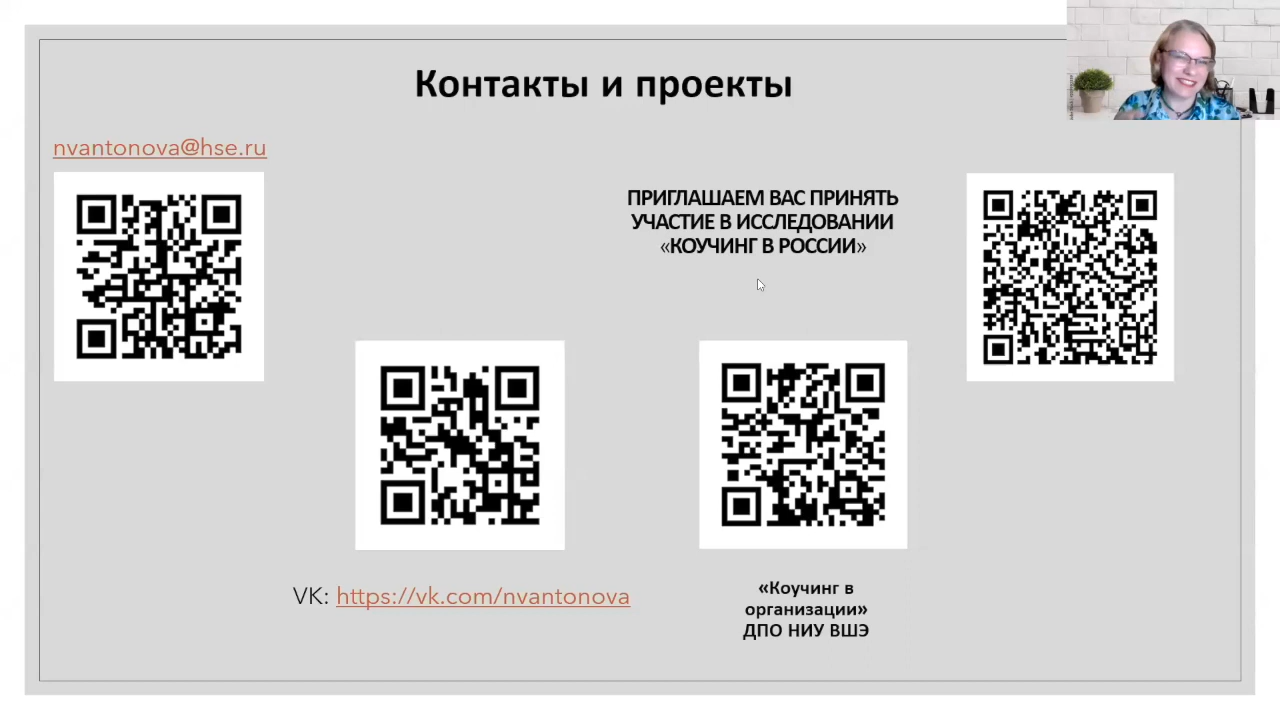 Контакты и проекты
nvantonova@hse.ru
ПРИГЛАШАЕМ ВАС ПРИНЯТЬ
УЧАСТИЕ В ИССЛЕДОВАНИИ
«КОУЧИНГ В РОССИИ»
VK: https://vk.com/nvantonova
«Коучинг в
организации»
ДПО НИУ ВШЭ